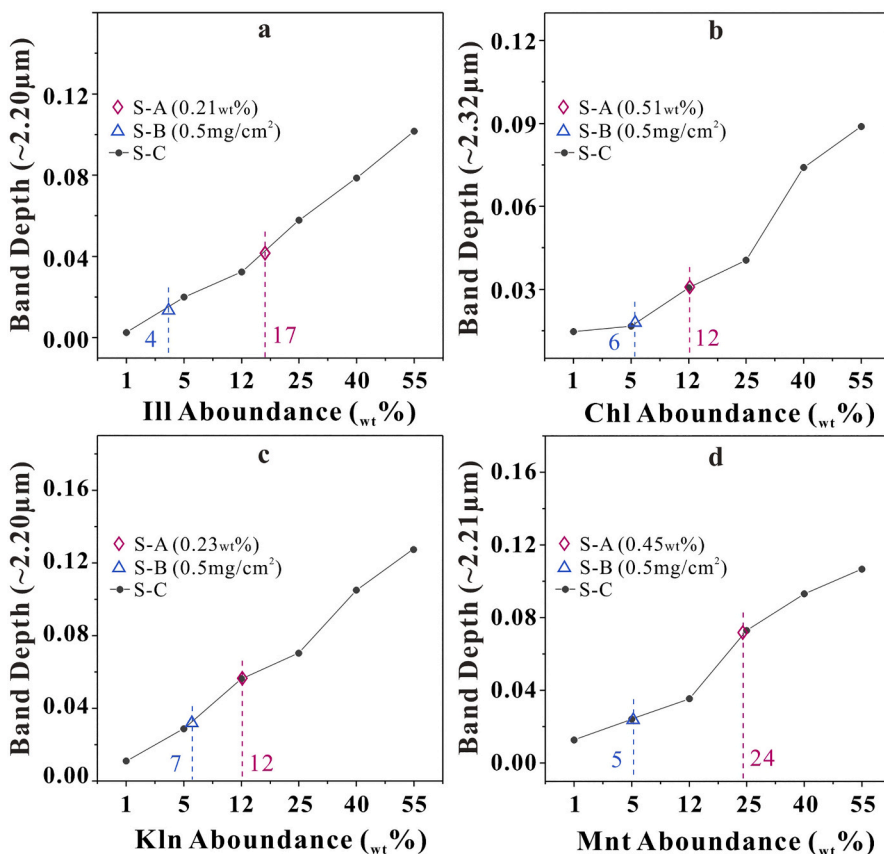 a
Band Depth (~2.20μm)
0.12
0.08
0.04
0.00
S-A (0.21wt%)
S-B (0.5mg/cm²)
S-C
4
17
1 5 12 25 40 55
Ill Aboundance (wt%)
b
Band Depth (~2.32μm)
0.12
0.09
0.06
0.03
S-A (0.51wt%)
S-B (0.5mg/cm²)
S-C
6
12
1 5 12 25 40 55
Chl Aboundance (wt%)
c
Band Depth (~2.20μm)
0.16
0.12
0.08
0.04
0.00
S-A (0.23wt%)
S-B (0.5mg/cm²)
S-C
7
12
1 5 12 25 40 55
Kln Aboundance (wt%)
d
Band Depth (~2.21μm)
0.16
0.12
0.08
0.04
0.00
S-A (0.45wt%)
S-B (0.5mg/cm²)
S-C
5
24
1 5 12 25 40 55
Mnt Aboundance (wt%)